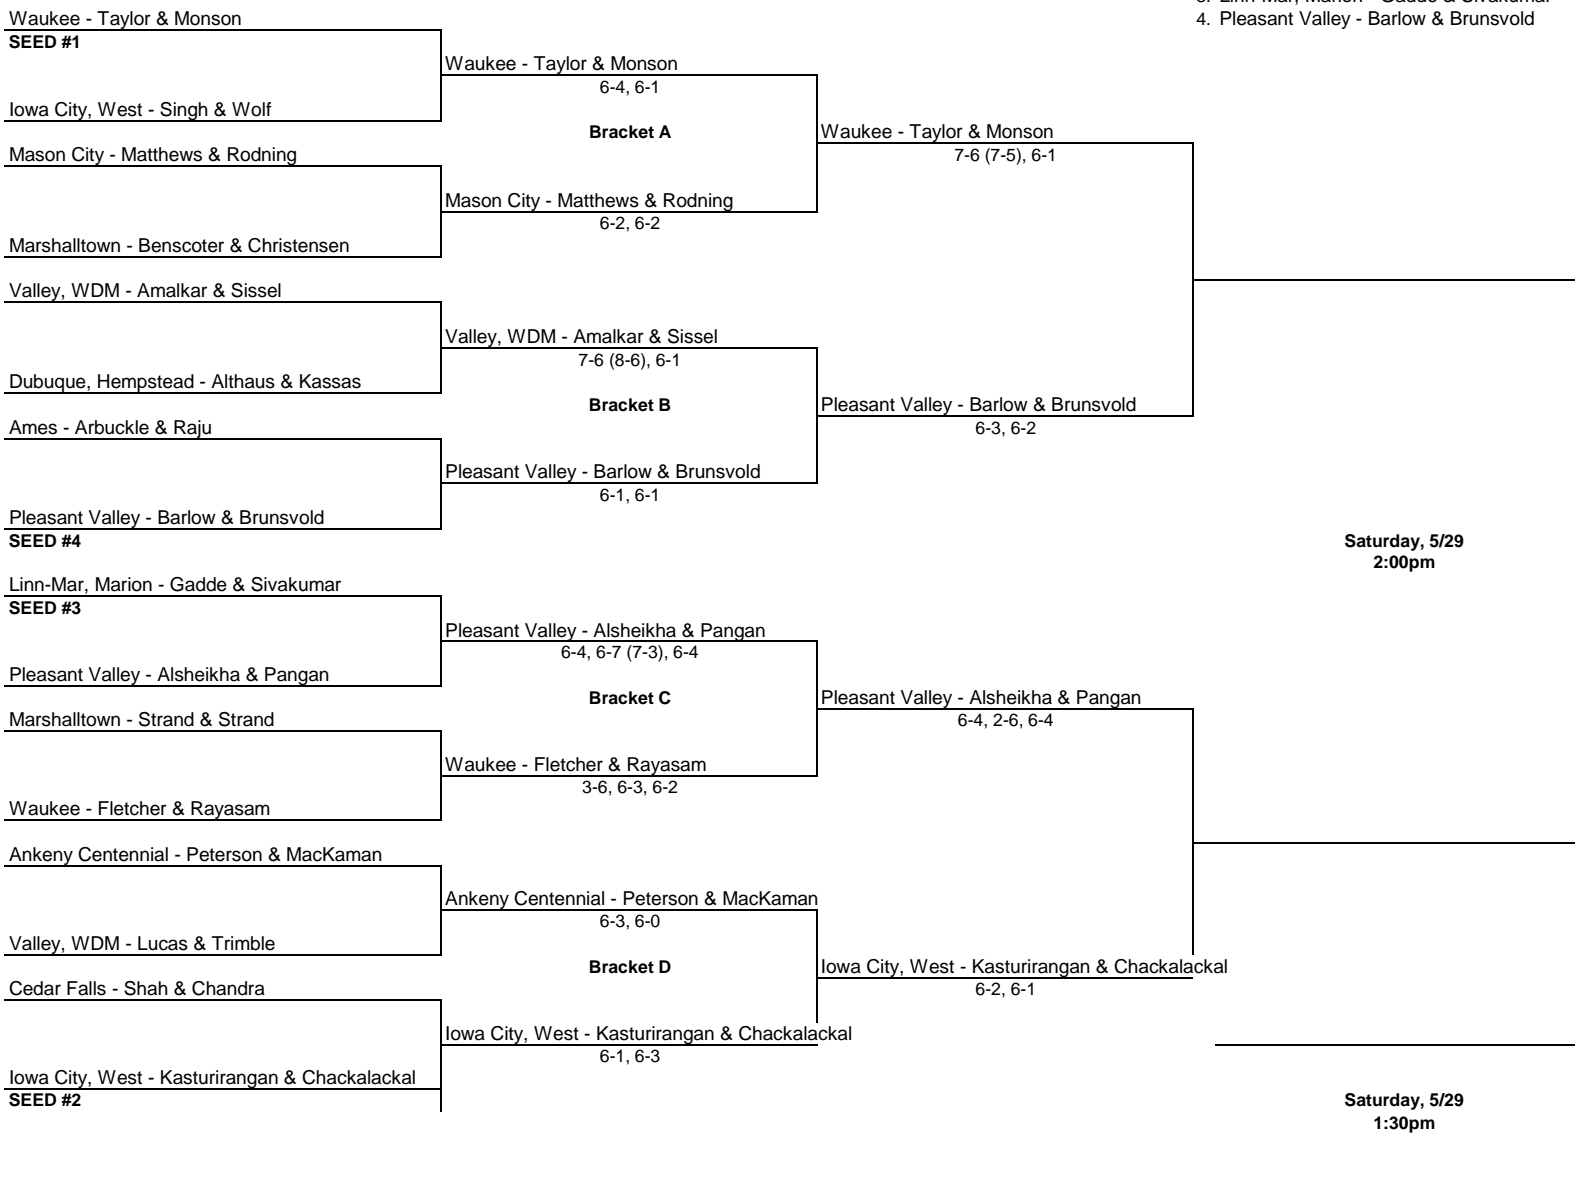 3. Linn-Mar, Marion - Gadde & Sivakumar
Waukee - Taylor & Monson
4. Pleasant Valley - Barlow & Brunsvold
SEED #1
Waukee - Taylor & Monson
6-4, 6-1
Iowa City, West - Singh & Wolf
Bracket A
Waukee - Taylor & Monson
7-6 (7-5), 6-1
Mason City - Matthews & Rodning
Mason City - Matthews & Rodning
6-2, 6-2
Marshalltown - Benscoter & Christensen
Valley, WDM - Amalkar & Sissel
Valley, WDM - Amalkar & Sissel
7-6 (8-6), 6-1
Dubuque, Hempstead - Althaus & Kassas
Bracket B
Pleasant Valley - Barlow & Brunsvold
6-3, 6-2
Ames - Arbuckle & Raju
Pleasant Valley - Barlow & Brunsvold
6-1, 6-1
Pleasant Valley - Barlow & Brunsvold
SEED #4
Saturday, 5/29
2:00pm
Linn-Mar, Marion - Gadde & Sivakumar
SEED #3
Pleasant Valley - Alsheikha & Pangan
6-4, 6-7 (7-3), 6-4
Pleasant Valley - Alsheikha & Pangan
Bracket C
Pleasant Valley - Alsheikha & Pangan
6-4, 2-6, 6-4
Marshalltown - Strand & Strand
Waukee - Fletcher & Rayasam
3-6, 6-3, 6-2
Waukee - Fletcher & Rayasam
Ankeny Centennial - Peterson & MacKaman
Ankeny Centennial - Peterson & MacKaman
6-3, 6-0
Valley, WDM - Lucas & Trimble
Bracket D
Iowa City, West - Kasturirangan & Chackalackal
6-2, 6-1
Cedar Falls - Shah & Chandra
Iowa City, West - Kasturirangan & Chackalackal
6-1, 6-3
Iowa City, West - Kasturirangan & Chackalackal
SEED #2
Saturday, 5/29
1:30pm